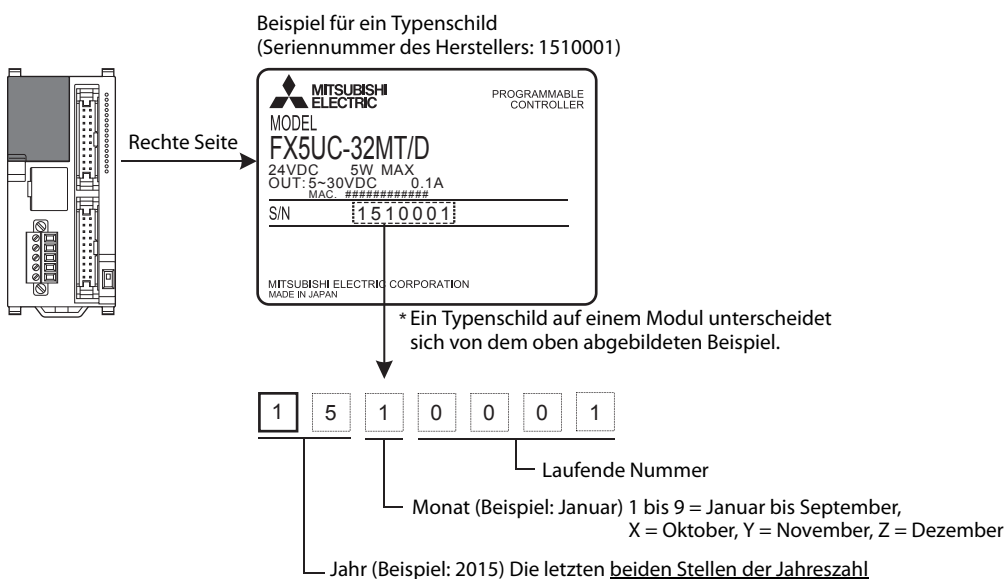 Beispiel für ein Typenschild
(Seriennummer des Herstellers: 1510001)
MITSUBISHI
ELECTRIC
PROGRAMMABLE
CONTROLLER
MODEL
FX5UC-32MT/D
24VDC 5W MAX
OUT: 5~30VDC 0.1A
MAC. ############
S/N 1510001
MITSUBISHI ELECTRIC CORPORATION
MADE IN JAPAN
Rechte Seite
* Ein Typenschild auf einem Modul unterscheidet
sich von dem oben abgebildeten Beispiel.
1 5 1 0 0 0 1
Laufende Nummer
Monat (Beispiel: Januar) 1 bis 9 = Januar bis September,
X = Oktober, Y = November, Z = Dezember
Jahr (Beispiel: 2015) Die letzten beiden Stellen der Jahreszahl